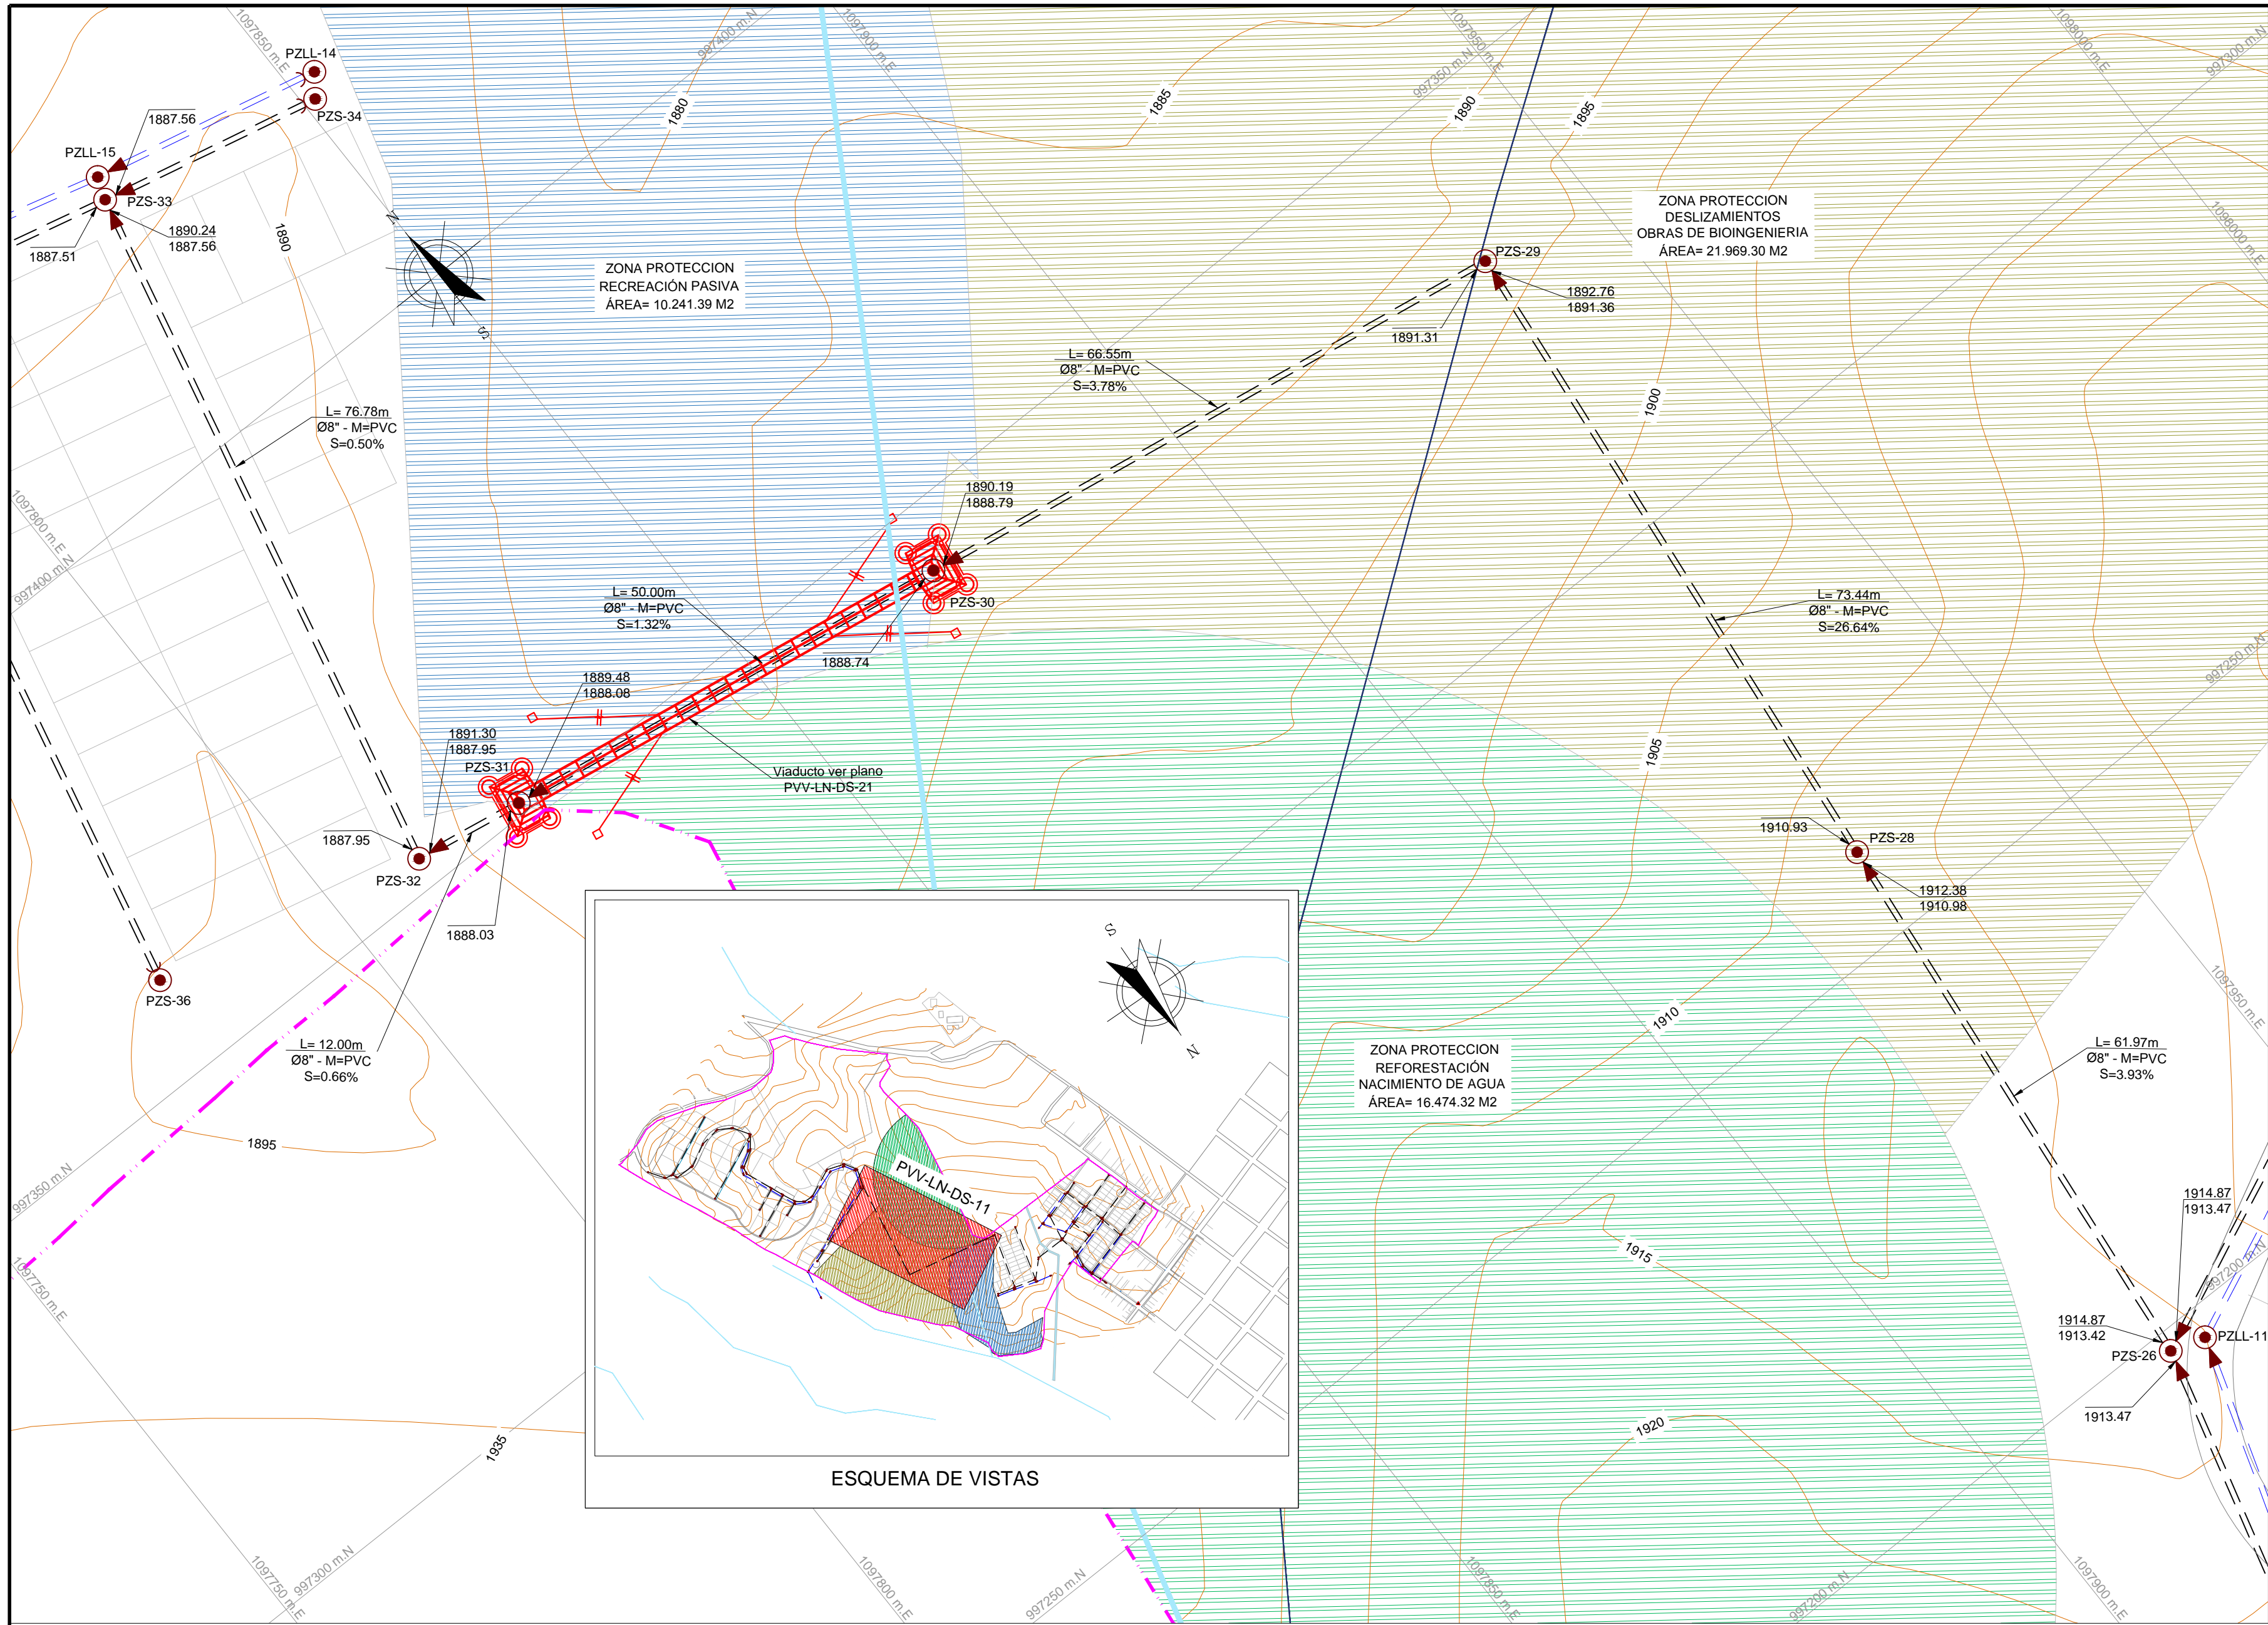 1097850 m.E
997400 m.N
1097900 m.E
1097950 m.E
997350 m.N
1098000 m.E
997300 m.N
PZLL-14
PZS-34
1887.56
PZLL-15
PZS-33
1890.24
1887.56
1887.51
1890
1880
1885
1890
1895
N
S
ZONA PROTECCION
RECREACIÓN PASIVA
ÁREA= 10.241.39 M2
ZONA PROTECCION
DESLIZAMIENTOS
OBRAS DE BIOINGENIERIA
ÁREA= 21.969.30 M2
1098000 m.E
PZS-29
1892.76
1891.36
1891.31
L= 66.55m
Ø8" - M=PVC
S=3.78%
L= 76.78m
Ø8" - M=PVC
S=0.50%
1900
1097800 m.E
997400 m.N
1890.19
1888.79
PZS-30
L= 50.00m
Ø8" - M=PVC
S=1.32%
1888.74
L= 73.44m
Ø8" - M=PVC
S=26.64%
997250 m.N
1889.48
1888.08
1891.30
1887.95
PZS-31
Viaducto ver plano
PVV-LN-DS-21
1905
1887.95
PZS-32
1910.93
PZS-28
1912.38
1910.98
1888.03
PZS-36
1097950 m.E
L= 12.00m
Ø8" - M=PVC
S=0.66%
1910
ZONA PROTECCION
REFORESTACIÓN
NACIMIENTO DE AGUA
ÁREA= 16.474.32 M2
L= 61.97m
Ø8" - M=PVC
S=3.93%
1895
997350 m.N
1097750 m.E
S
N
PVV-LN-DS-11
ESQUEMA DE VISTAS
1914.87
1913.47
1915
997200 m.N
1914.87
1913.42
PZS-26
PZLL-11
1913.47
1920
1935
1097750 m.E
997300 m.N
1097800 m.E
997250 m.N
1097850 m.E
997200 m.N
1097900 m.E